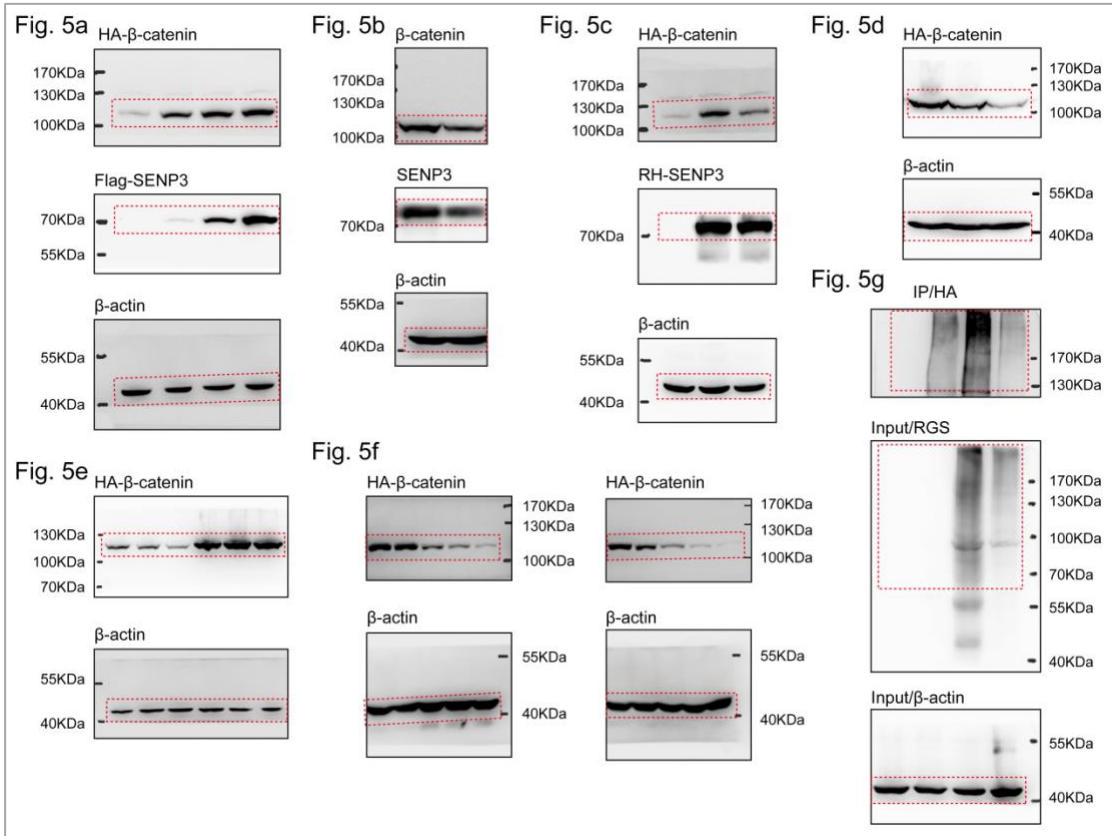 Fig. 5a
HA-β-catenin
170KDa
130KDa
100KDa
Flag-SENP3
70KDa
55KDa
β-actin
55KDa
40KDa
Fig. 5b
β-catenin
170KDa
130KDa
100KDa
SENP3
70KDa
β-actin
55KDa
40KDa
Fig. 5c
HA-β-catenin
170KDa
130KDa
100KDa
RH-SENP3
70KDa
β-actin
55KDa
40KDa
Fig. 5d
HA-β-catenin
170KDa
130KDa
100KDa
β-actin
55KDa
40KDa
Fig. 5e
HA-β-catenin
130KDa
100KDa
70KDa
β-actin
55KDa
40KDa
Fig. 5f
HA-β-catenin
170KDa
130KDa
100KDa
β-actin
55KDa
40KDa
HA-β-catenin
170KDa
130KDa
100KDa
β-actin
55KDa
40KDa
Fig. 5g
IP/HA
170KDa
130KDa
Input/RGS
170KDa
130KDa
100KDa
70KDa
55KDa
40KDa
Input/β-actin
55KDa
40KDa